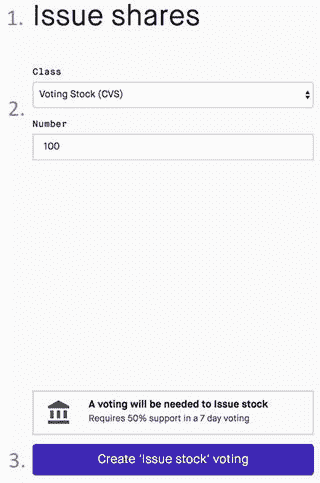 1. Issue shares
Class
2.
Voting Stock (CVS)
Number
100
A voting will be needed to Issue stock
Requires 50% support in a 7 day voting
3. Create 'Issue stock' voting